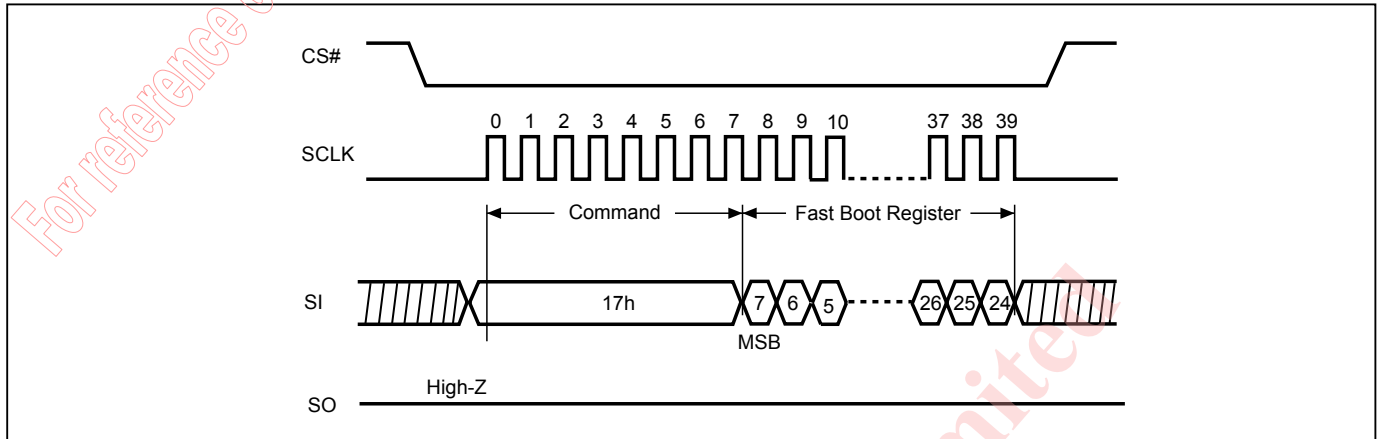 For reference
CS#
0 1 2 3 4 5 6 7 8 9 10 37 38 39
SCLK
Command
Fast Boot Register
SI
17h
7 6 5 26 25 24
MSB
High-Z
SO